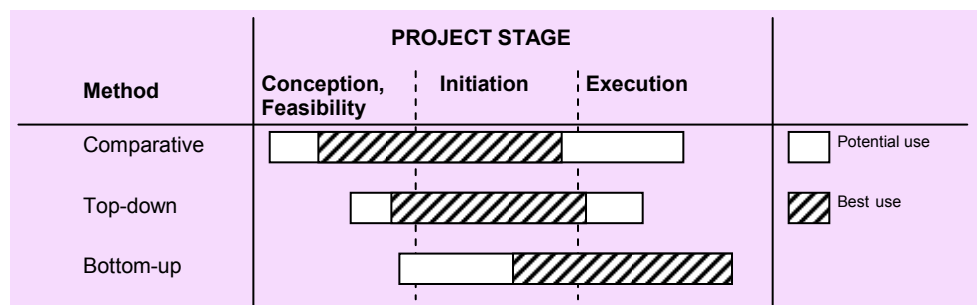 PROJECT STAGE
Method
Conception,
Feasibility
Initiation
Execution
Comparative
Potential use
Top-down
Best use
Bottom-up